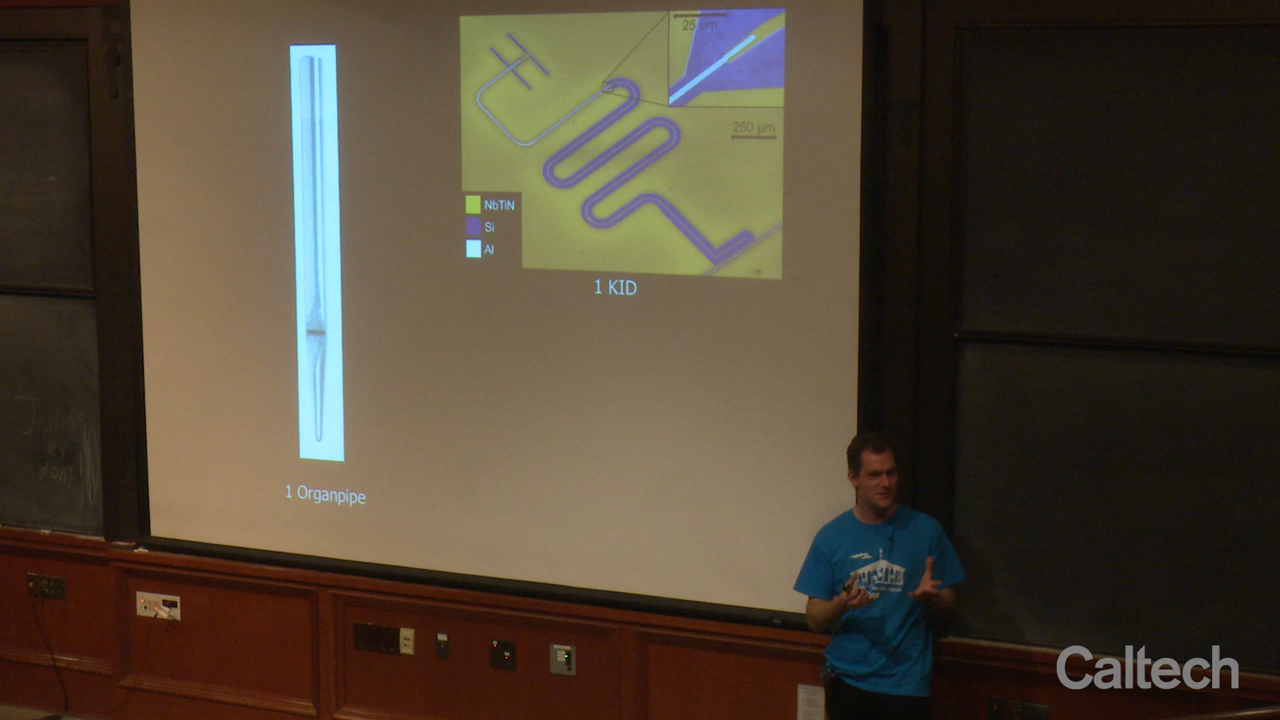 25 µm
250 µm
NbTiN
Si
Al
1 KID
1 Organpipe
Caltech